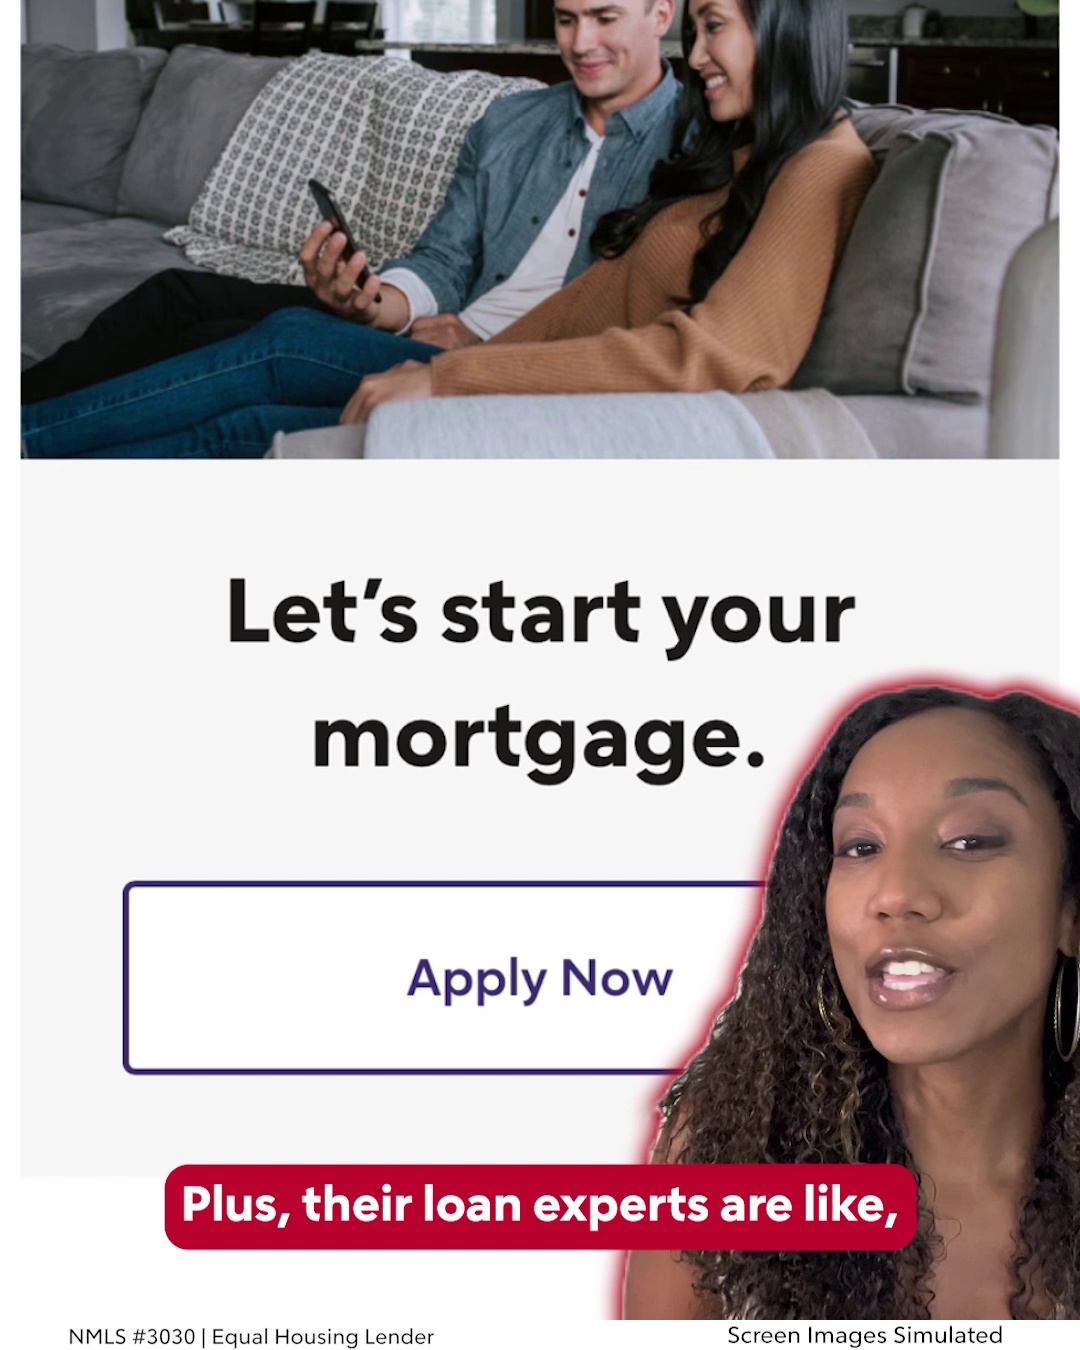 Let’s start your
mortgage.
Apply Now
Plus, their loan experts are like,
NMLS #3030 | Equal Housing Lender
Screen Images Simulated